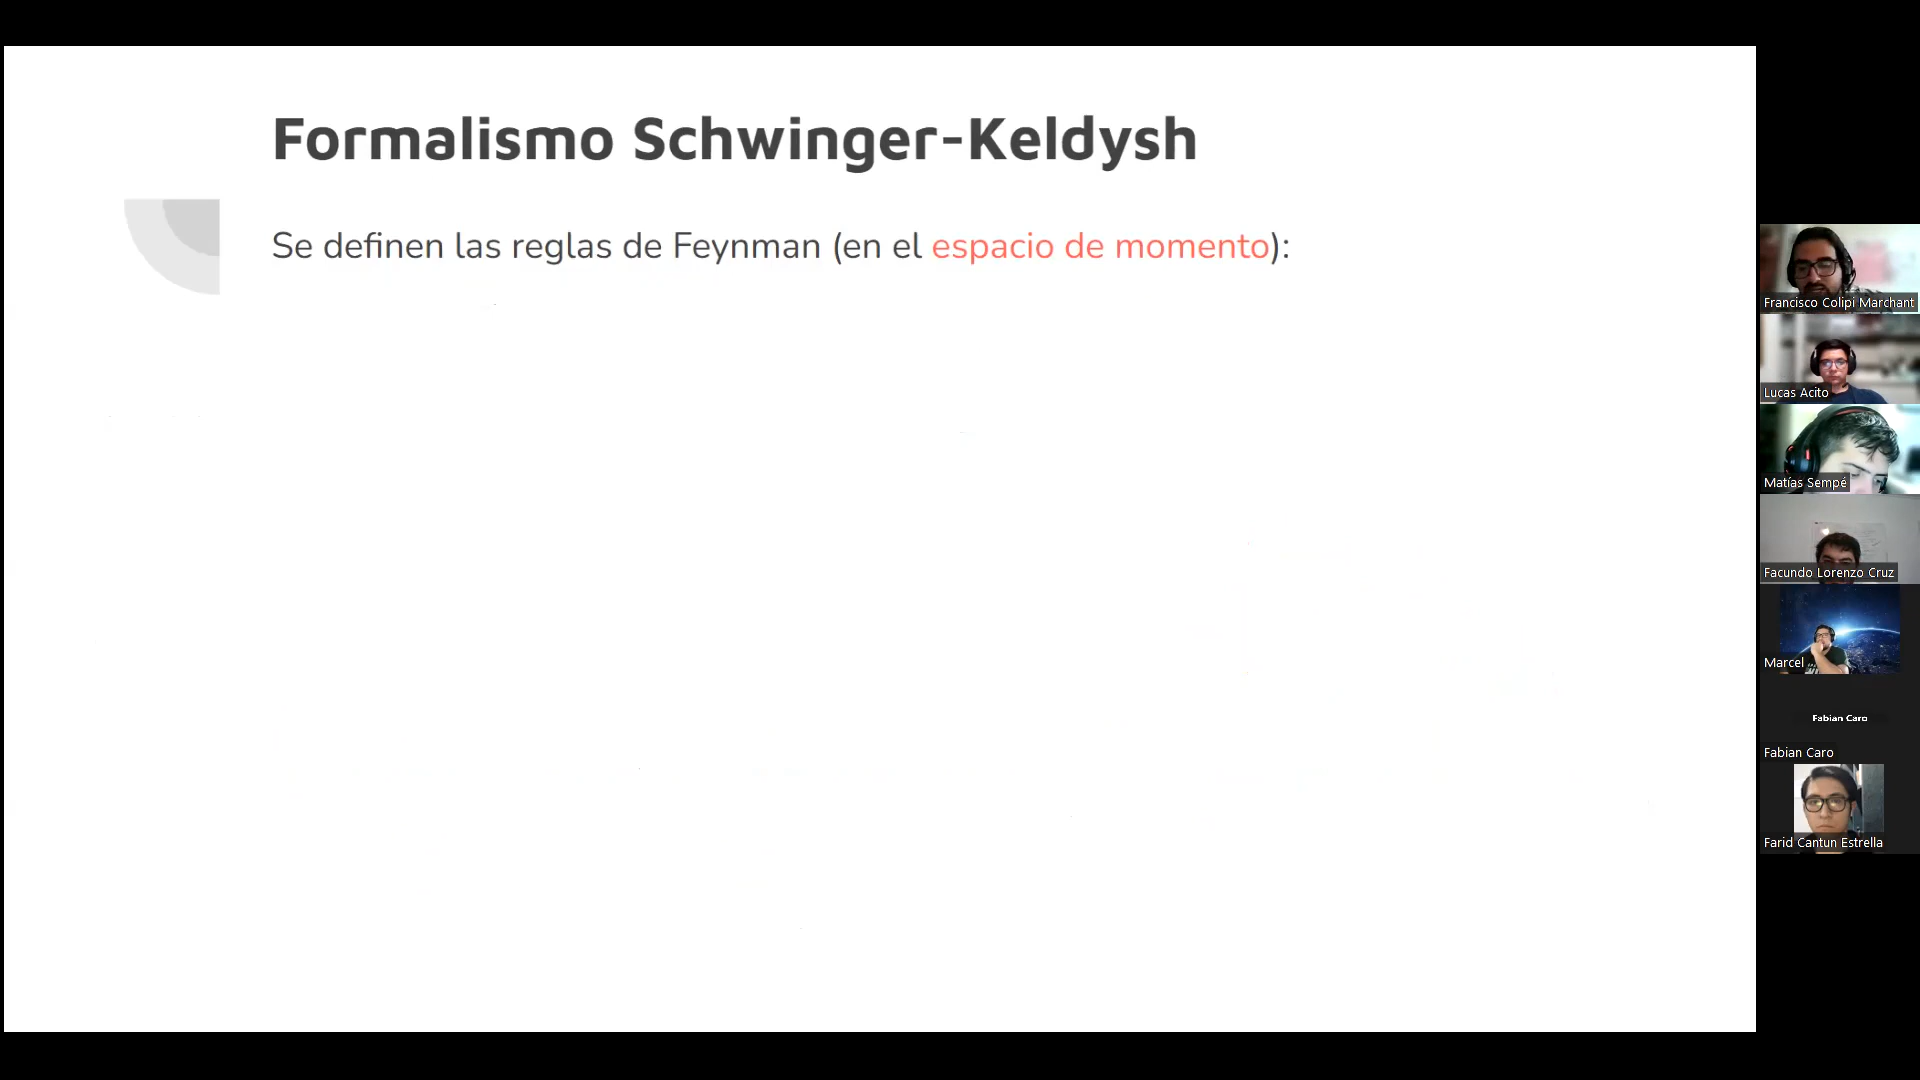 Formalismo Schwinger-Keldysh
Se definen las reglas de Feynman (en el espacio de momento):
Francisco Colipí Marchant
Lucas Acito
Matías Sempé
Facundo Lorenzo Cruz
Marcel
Fabian Caro
Fabian Caro
Farid Cantun Estrella